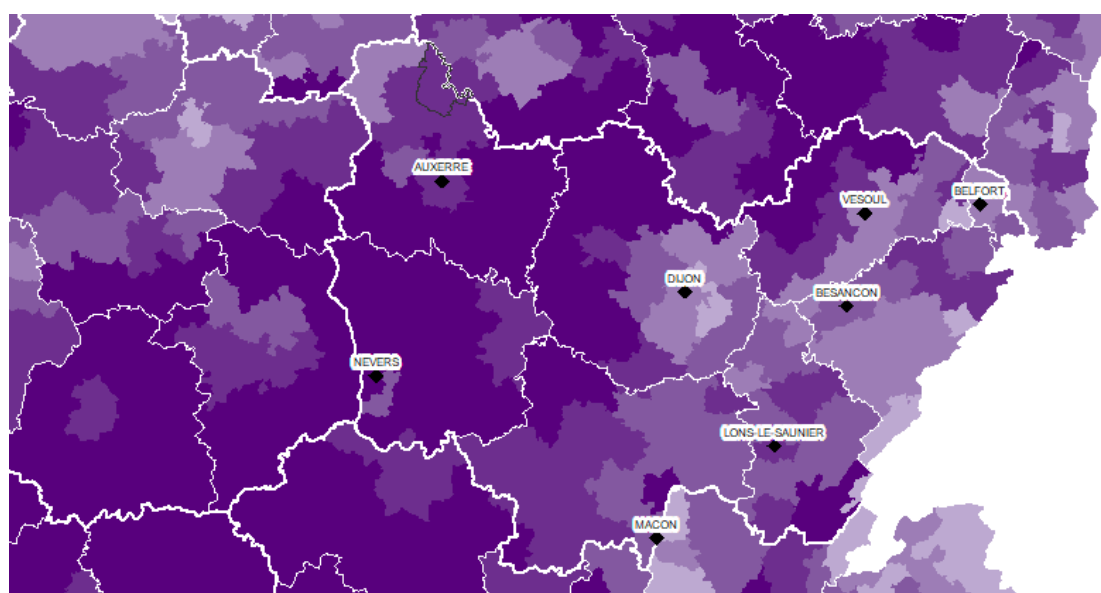 AUXERRE
BELFORT
VESOUL
DIJON
BESANCON
NEVERS
LONS-LE-SAUNIER
MACON